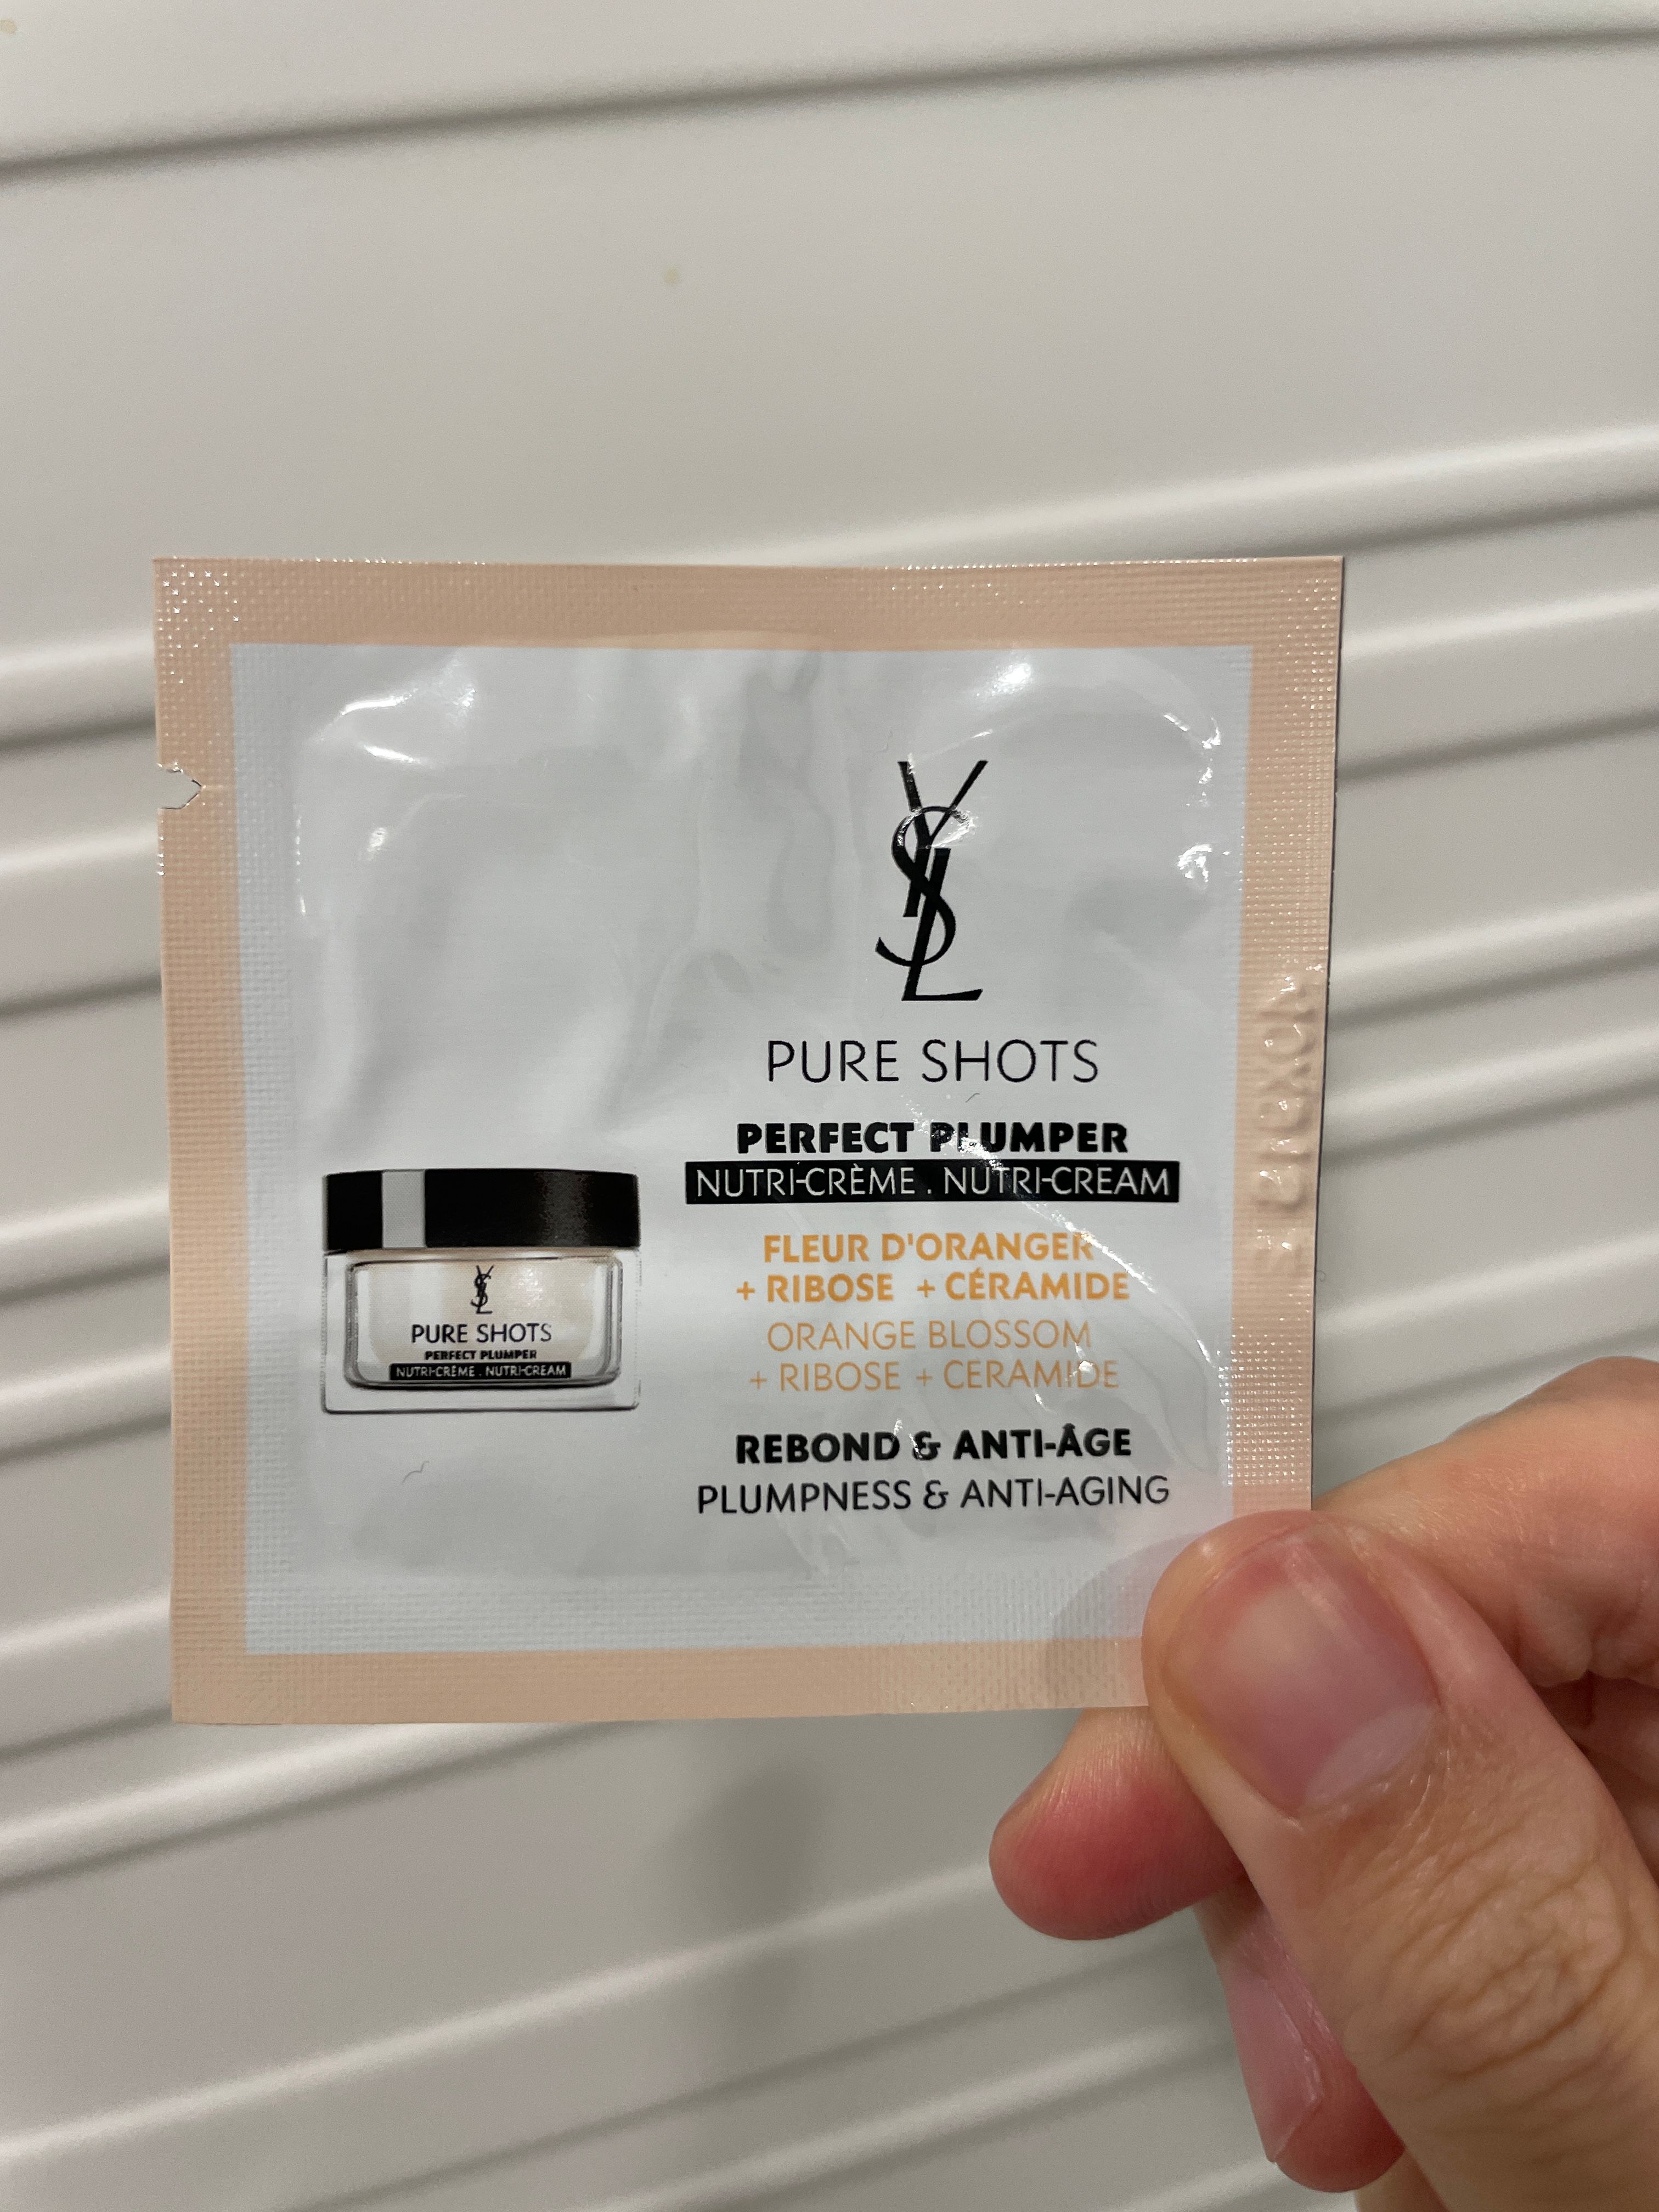 YSL
PURE SHOTS
PERFECT PLUMPER
NUTRI-CRÈME . NUTRI-CREAM
FLEUR D'ORANGER
+ RIBOSE + CÉRAMIDE
ORANGE BLOSSOM
+ RIBOSE + CERAMIDE
REBOND & ANTI-ÂGE
PLUMPNESS & ANTI-AGING
YSL
PURE SHOTS
PERFECT PLUMPER
NUTRI-CRÈME . NUTRI-CREAM